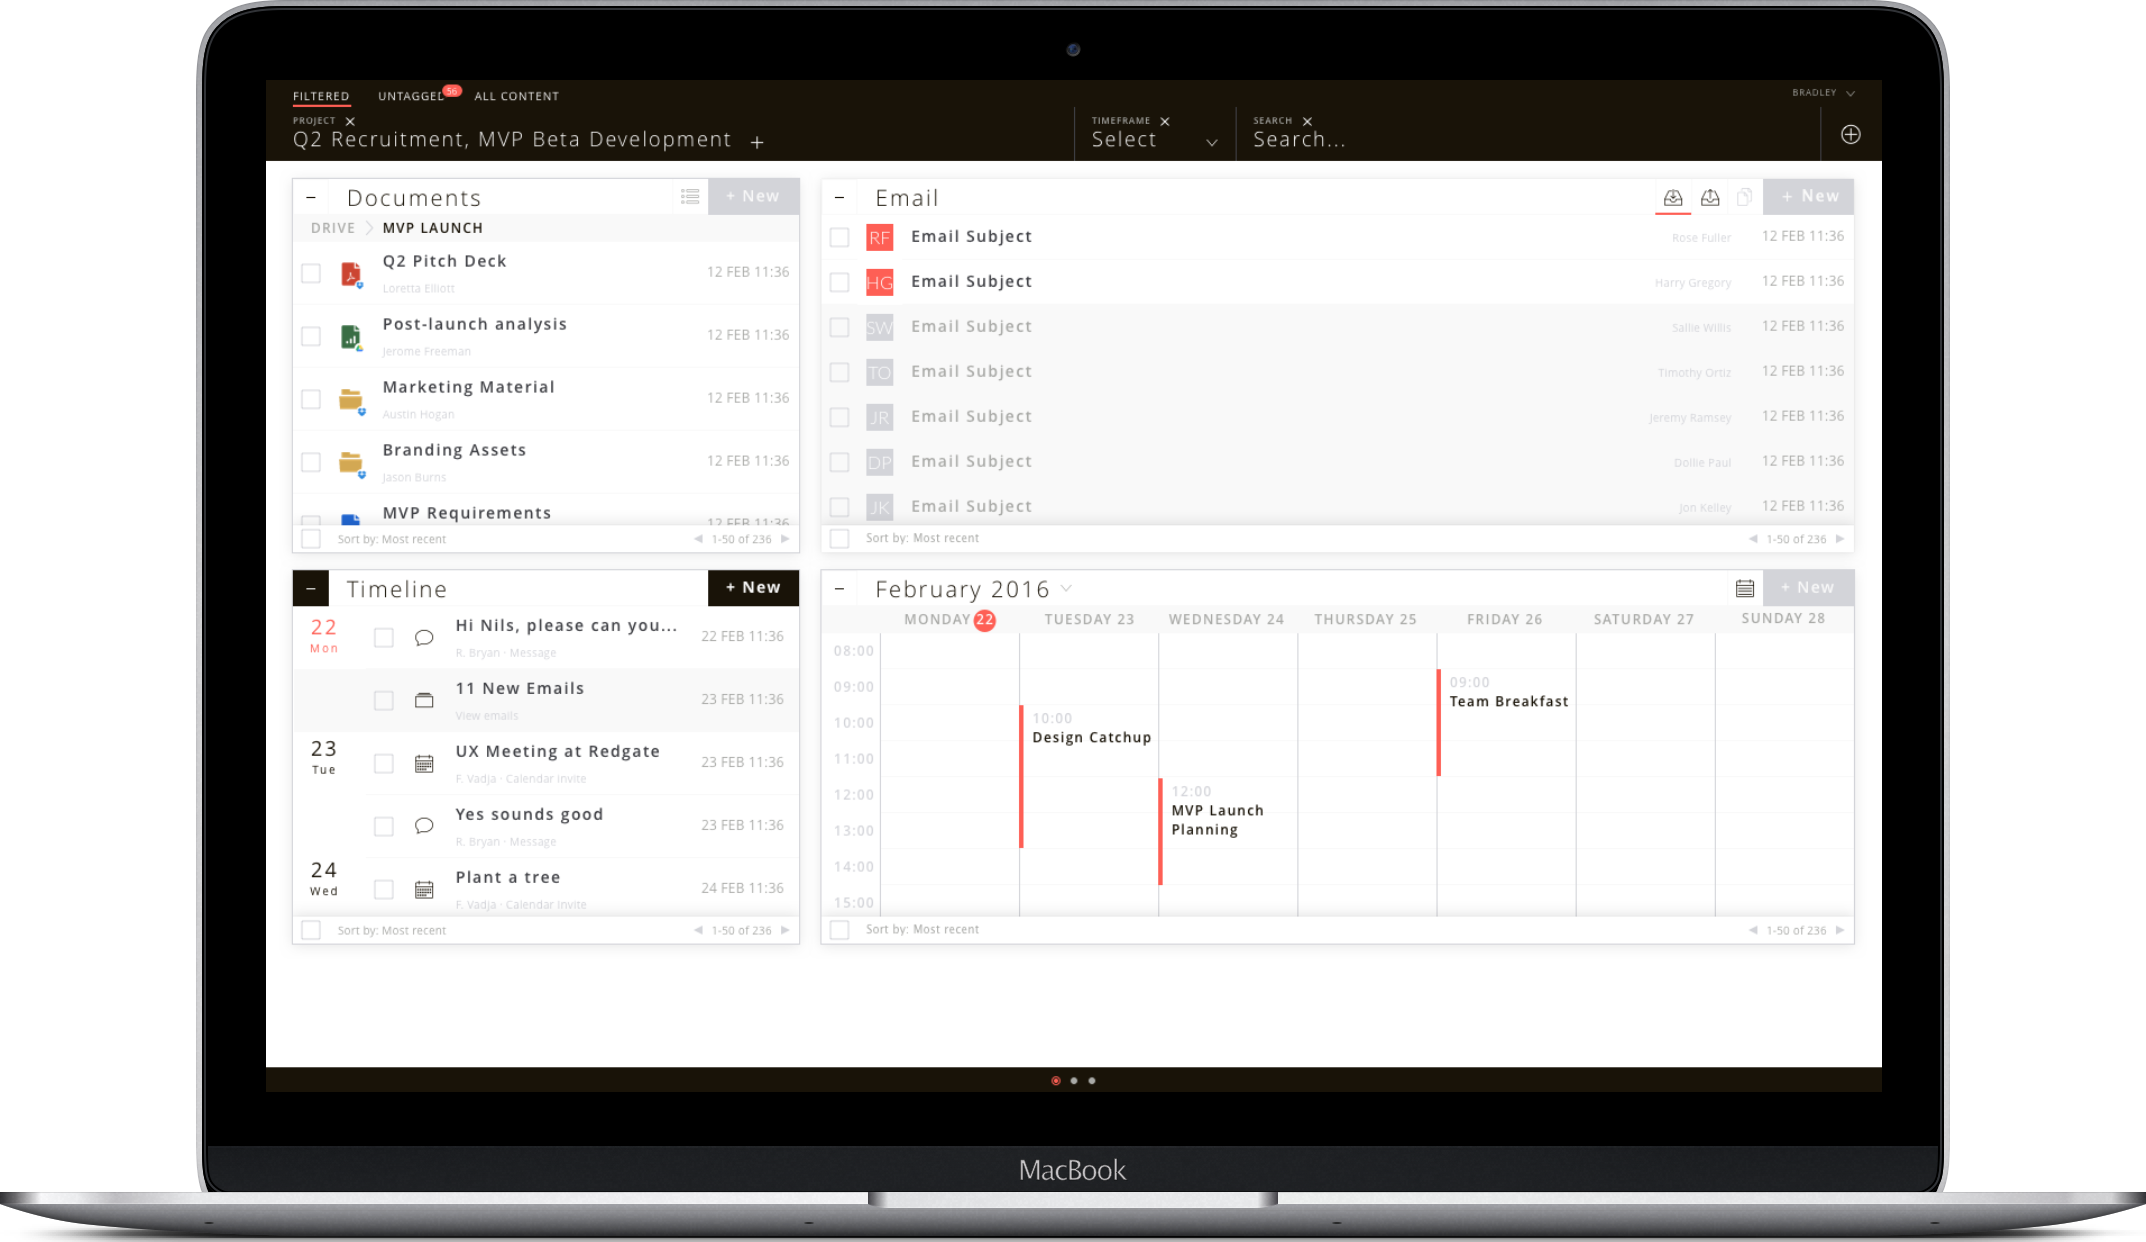 FILTERED UNTAGGED 56 ALL CONTENT
BRADLEY
PROJECT
Q2 Recruitment, MVP Beta Development +
TIMEFRAME
Select
SEARCH
Search...
Documents + New
DRIVE MVP LAUNCH
Q2 Pitch Deck 12 FEB 11:36
Loretta Elliott
Post-launch analysis 12 FEB 11:36
Jerome Freeman
Marketing Material 12 FEB 11:36
Austin Hogan
Branding Assets 12 FEB 11:36
Jason Burns
MVP Requirements 12 FEB 11:36
Sort by: Most recent 1-50 of 236
Email + New
RF Email Subject Rose Fuller 12 FEB 11:36
HG Email Subject Harry Gregory 12 FEB 11:36
SW Email Subject Sallie Willis 12 FEB 11:36
TO Email Subject Timothy Ortiz 12 FEB 11:36
JR Email Subject Jeremy Ramsey 12 FEB 11:36
DP Email Subject Dollie Paul 12 FEB 11:36
JK Email Subject Jon Kelley 12 FEB 11:36
Sort by: Most recent 1-50 of 236
Timeline + New
22 Hi Nils, please can you... 22 FEB 11:36
Mon R. Bryan · Message
11 New Emails 23 FEB 11:36
View emails
23 UX Meeting at Redgate 23 FEB 11:36
Tue F. Vadja · Calendar invite
Yes sounds good 23 FEB 11:36
R. Bryan · Message
24 Plant a tree 24 FEB 11:36
Wed F. Vadja · Calendar invite
Sort by: Most recent 1-50 of 236
February 2016 + New
MONDAY 22 TUESDAY 23 WEDNESDAY 24 THURSDAY 25 FRIDAY 26 SATURDAY 27 SUNDAY 28
08:00
09:00
10:00
11:00
12:00
13:00
14:00
15:00
10:00
Design Catchup
12:00
MVP Launch
Planning
09:00
Team Breakfast
Sort by: Most recent 1-50 of 236
MacBook